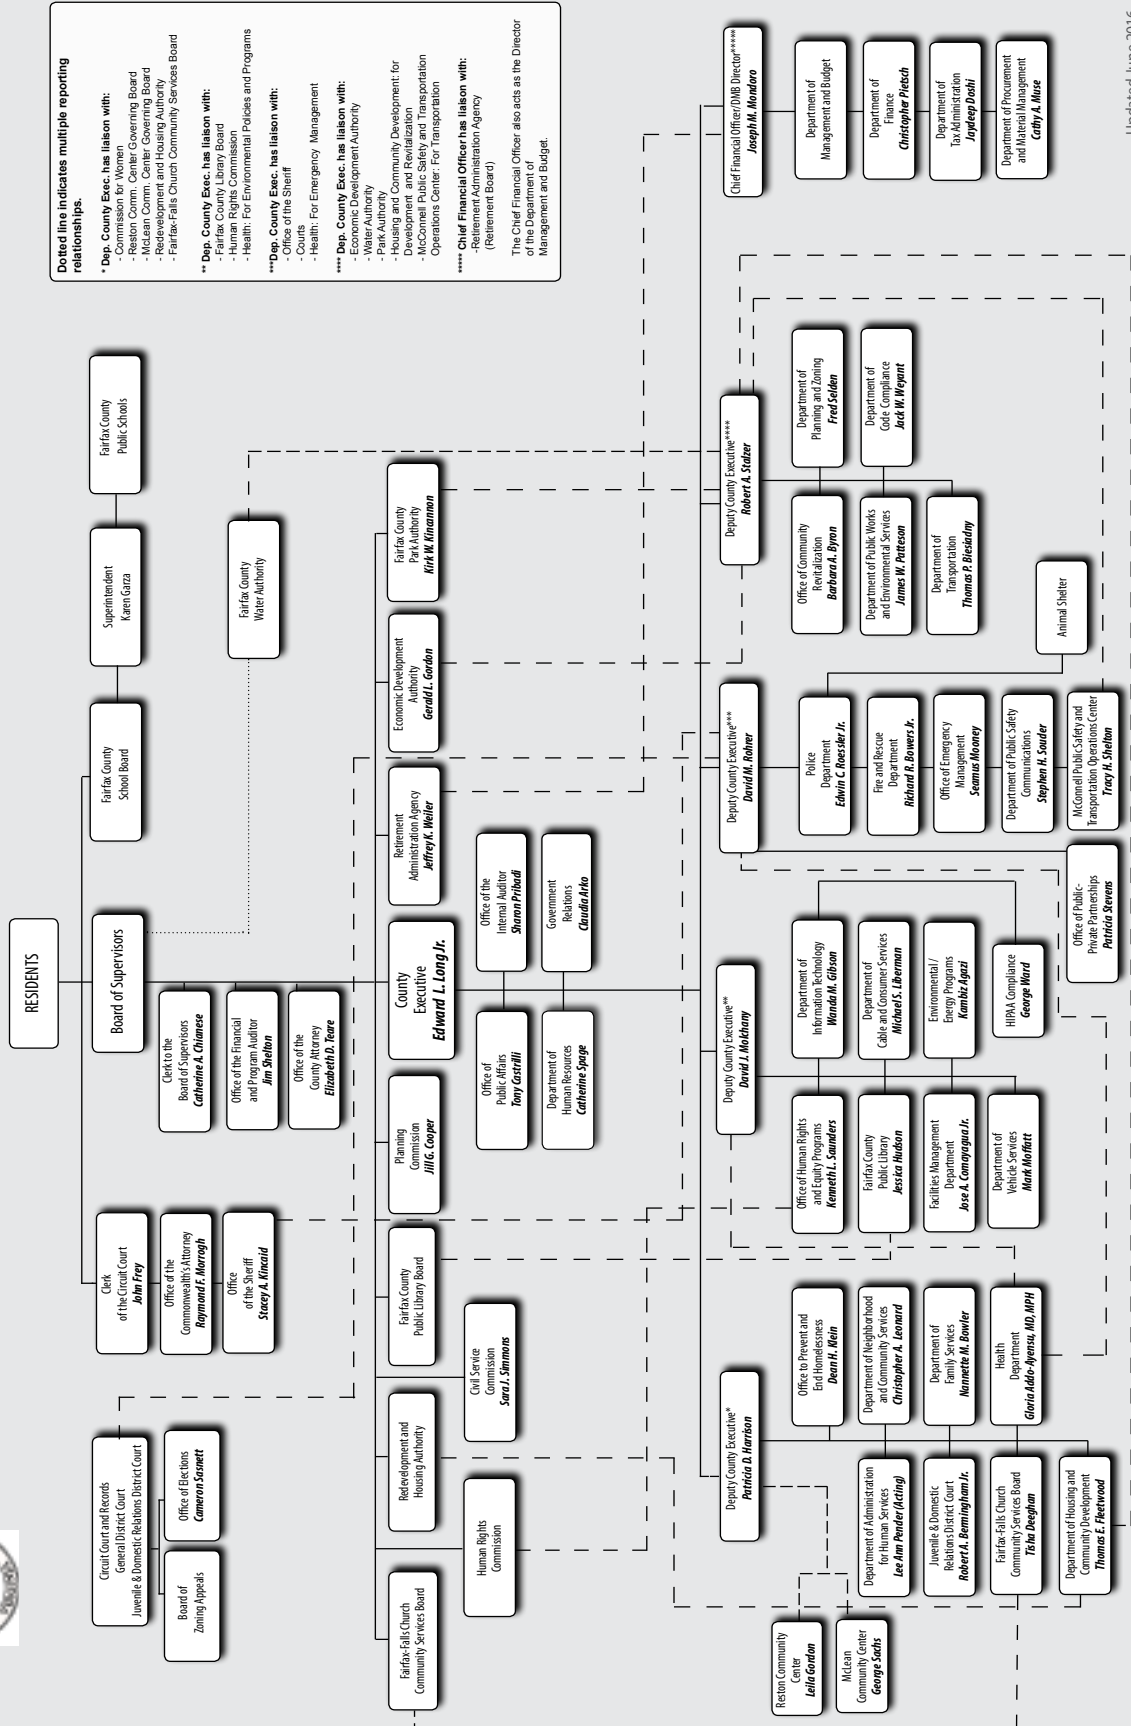 RESIDENTS
Board of Supervisors
Fairfax County
School Board
Superintendent
Karen Garza
Fairfax County
Public Schools
Clerk
of the Circuit Court
John Frey
Office of the
Commonwealth's Attorney
Raymond F. Morrogh
Office
of the Sheriff
Stacey A. Kincaid
Circuit Court and Records
General District Court
Juvenile & Domestic Relations District Court
Board of
Zoning Appeals
Office of Elections
Cameron Sasnett
Clerk to the
Board of Supervisors
Catherine A. Chianese
Office of the Financial
and Program Auditor
Jim Shelton
Office of the
County Attorney
Elizabeth D. Teare
Fairfax County
Water Authority
Dotted line indicates multiple reporting
relationships.
* Dep. County Exec. has liaison with:
- Commission for Women
- Reston Comm. Center Governing Board
- McLean Comm. Center Governing Board
- Redevelopment and Housing Authority
- Fairfax-Falls Church Community Services Board
** Dep. County Exec. has liaison with:
- Fairfax County Library Board
- Human Rights Commission
- Health: For Environmental Policies and Programs
***Dep. County Exec. has liaison with:
- Office of the Sheriff
- Courts
- Health: For Emergency Management
**** Dep. County Exec. has liaison with:
- Economic Development Authority
- Water Authority
- Park Authority
- Housing and Community Development: for
Development and Revitalization
- McConnell Public Safety and Transportation
Operations Center: For Transportation
***** Chief Financial Officer has liaison with:
-Retirement Administration Agency
(Retirement Board)
The Chief Financial Officer also acts as the Director
of the Department of
Management and Budget.
Fairfax-Falls Church
Community Services Board
Human Rights
Commission
Redevelopment and
Housing Authority
Civil Service
Commission
Sara J. Simmons
Fairfax County
Public Library Board
Planning
Commission
Jill G. Cooper
County
Executive
Edward L. Long Jr.
Retirement
Administration Agency
Jeffrey K. Weiler
Economic Development
Authority
Gerald L. Gordon
Fairfax County
Park Authority
Kirk W. Kincannon
Office of
Public Affairs
Tony Castrilli
Office of the
Internal Auditor
Sharon Pribadi
Department of
Human Resources
Catherine Spage
Government
Relations
Claudia Arko
Deputy County Executive*
Patricia D. Harrison
Reston Community
Center
Leila Gordon
McLean
Community Center
George Sachs
Office to Prevent and
End Homelessness
Dean H. Klein
Department of Administration
for Human Services
Lee Ann Pender (Acting)
Department of Neighborhood
and Community Services
Christopher A. Leonard
Juvenile & Domestic
Relations District Court
Robert A. Bermingham Jr.
Department of
Family Services
Nannette M. Bowler
Fairfax-Falls Church
Community Services Board
Tisha Deeghan
Health
Department
Gloria Addo-Ayensu, MD, MPH
Department of Housing and
Community Development
Thomas E. Fleetwood
Deputy County Executive**
David J. Molchany
Office of Human Rights
and Equity Programs
Kenneth L. Saunders
Department of
Information Technology
Wanda M. Gibson
Fairfax County
Public Library
Jessica Hudson
Department of
Cable and Consumer Services
Michael S. Liberman
Facilities Management
Department
Jose A. Comayagua Jr.
Environmental /
Energy Programs
Kambiz Agazi
Department of
Vehicle Services
Mark Moffatt
HIPAA Compliance
George Ward
Deputy County Executive***
David M. Rohrer
Police
Department
Edwin C. Roessler Jr.
Fire and Rescue
Department
Richard R. Bowers Jr.
Office of Emergency
Management
Seamus Mooney
Department of Public Safety
Communications
Stephen H. Souder
McConnell Public Safety and
Transportation Operations Center
Tracy H. Shelton
Office of Public-
Private Partnerships
Patricia Stevens
Animal Shelter
Deputy County Executive****
Robert A. Stalzer
Office of Community
Revitalization
Barbara A. Byron
Department of
Planning and Zoning
Fred Selden
Department of Public Works
and Environmental Services
James W. Patteson
Department of
Code Compliance
Jack W. Weyant
Department of
Transportation
Thomas P. Biesiadny
Chief Financial Officer/DMB Director*****
Joseph M. Mondoro
Department of
Management and Budget
Department of
Finance
Christopher Pietsch
Department of
Tax Administration
Jaydeep Doshi
Department of Procurement
and Material Management
Cathy A. Muse
Updated June 2016